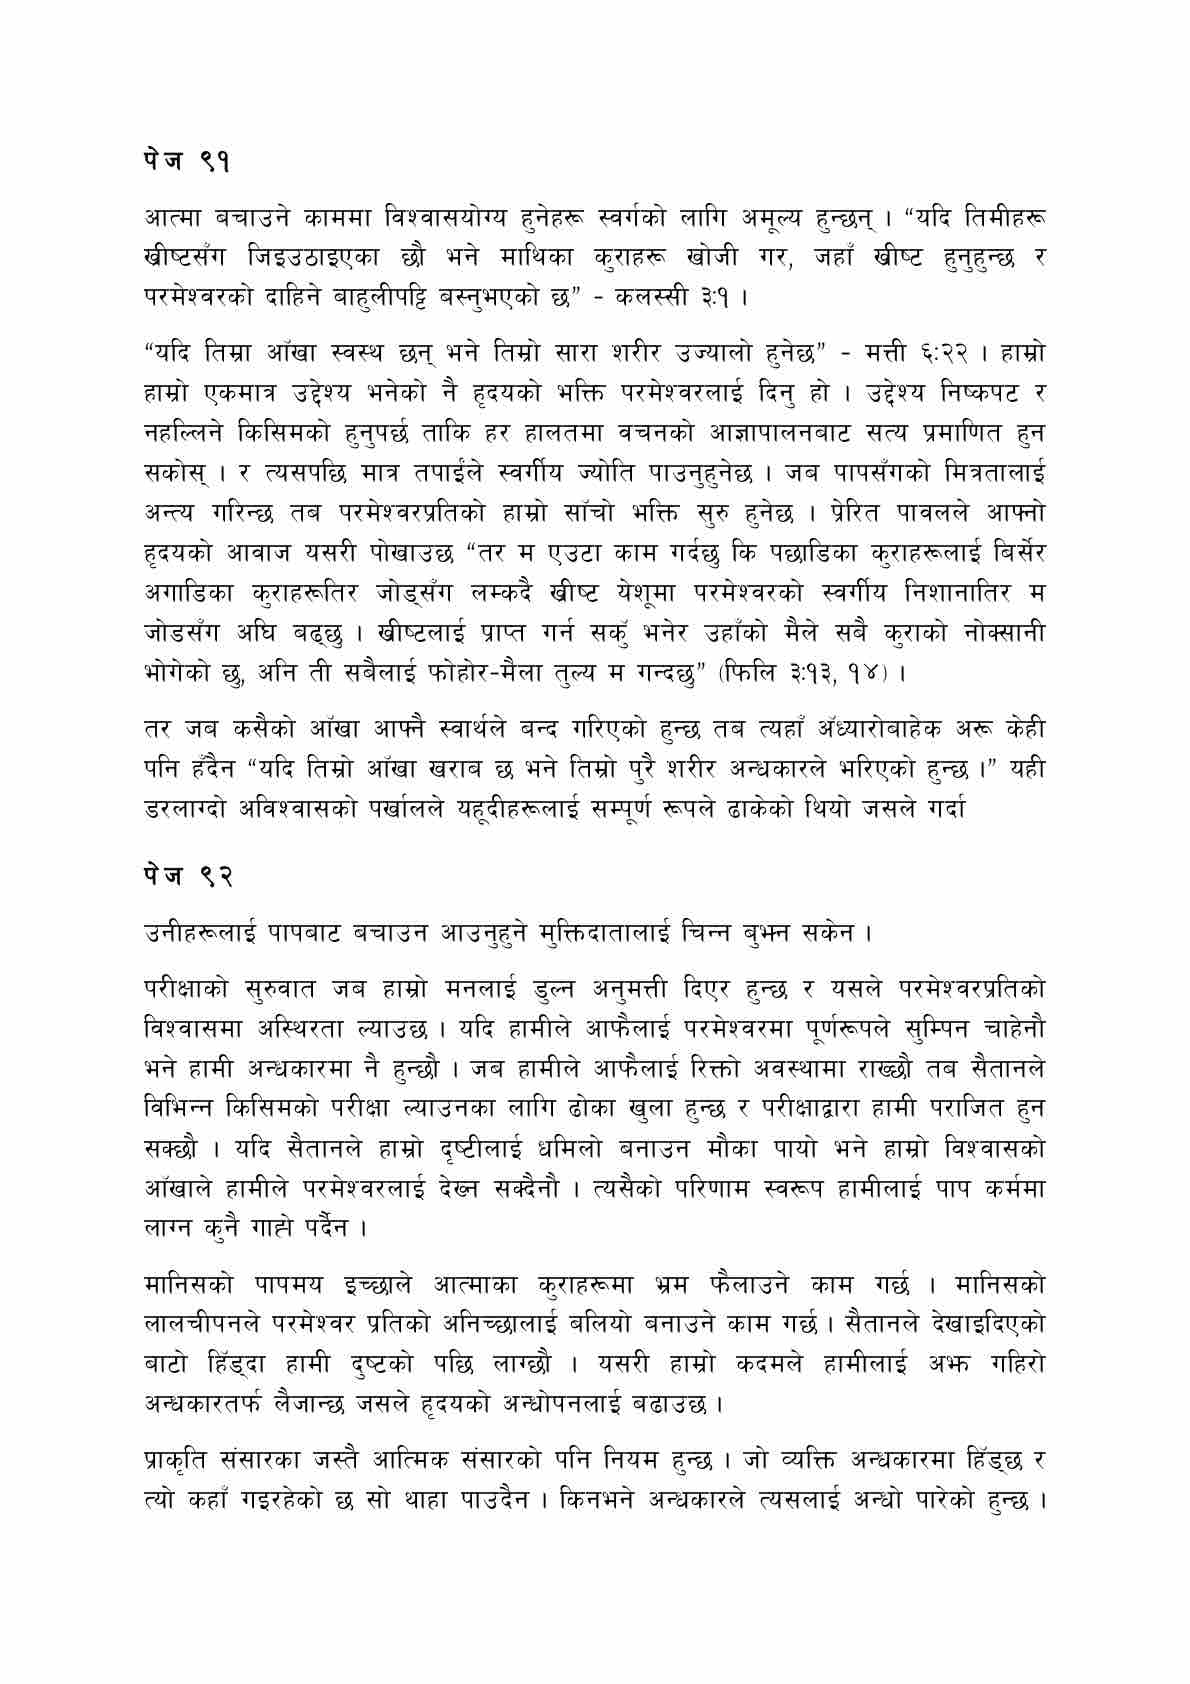 पेज ९१
आत्मा बचाउने काममा विश्वासयोग्य हुनेहरू स्वर्गको लागि अमूल्य हुन्छन् । “यदि तिमीहरू
ख्रीष्टसँग जिइउठाइएका छौ भने माथिका कुराहरू खोजी गर, जहाँ ख्रीष्ट हुनुहुन्छ र
परमेश्वरको दाहिने बाहुलीपट्टि बस्नुभएको छ” - कलस्सी ३:१ ।
“यदि तिम्रा आँखा स्वस्थ छन् भने तिम्रो सारा शरीर उज्यालो हुनेछ” - मत्ती ६:२२ । हाम्रो
हाम्रो एकमात्र उद्देश्य भनेको नै हृदयको भक्ति परमेश्वरलाई दिनु हो । उद्देश्य निष्कपट र
नहल्लिने किसिमको हुनुपर्छ ताकि हर हालतमा वचनको आज्ञापालनबाट सत्य प्रमाणित हुन
सकोस् । र त्यसपछि मात्र तपाईंले स्वर्गीय ज्योति पाउनुहुनेछ । जब पापसँगको मित्रतालाई
अन्त्य गरिन्छ तब परमेश्वरप्रतिको हाम्रो साँचो भक्ति सुरु हुनेछ । प्रेरित पावलले आफ्नो
हृदयको आवाज यसरी पोखाउछ “तर म एउटा काम गर्दछु कि पछाडिका कुराहरूलाई बिर्सेर
अगाडिका कुराहरूतिर जोड्सँग लम्कदै ख्रीष्ट येशूमा परमेश्वरको स्वर्गीय निशानातिर म
जोडसँग अघि बढ्छु । ख्रीष्टलाई प्राप्त गर्न सकुँ भनेर उहाँको मैले सबै कुराको नोक्सानी
भोगेको छु, अनि ती सबैलाई फोहोर-मैला तुल्य म गन्दछु” (फिलि ३:१३, १४) ।
तर जब कसैको आँखा आफ्नै स्वार्थले बन्द गरिएको हुन्छ तब त्यहाँ अँध्यारोबाहेक अरू केही
पनि हँदैन “यदि तिम्रो आँखा खराब छ भने तिम्रो पुरै शरीर अन्धकारले भरिएको हुन्छ ।” यही
डरलाग्दो अविश्वासको पर्खालले यहूदीहरूलाई सम्पूर्ण रूपले ढाकेको थियो जसले गर्दा
पेज ९२
उनीहरूलाई पापबाट बचाउन आउनुहुने मुक्तिदातालाई चिन्न बुझ्न सकेन ।
परीक्षाको सुरुवात जब हाम्रो मनलाई डुल्न अनुमत्ती दिएर हुन्छ र यसले परमेश्वरप्रतिको
विश्वासमा अस्थिरता ल्याउछ । यदि हामीले आफैलाई परमेश्वरमा पूर्णरूपले सुम्पिन चाहेनौ
भने हामी अन्धकारमा नै हुन्छौ । जब हामीले आफैलाई रिक्तो अवस्थामा राख्छौ तब सैतानले
विभिन्न किसिमको परीक्षा ल्याउनका लागि ढोका खुला हुन्छ र परीक्षाद्वारा हामी पराजित हुन
सक्छौ । यदि सैतानले हाम्रो दृष्टीलाई धमिलो बनाउन मौका पायो भने हाम्रो विश्वासको
आँखाले हामीले परमेश्वरलाई देख्न सक्दैनौ । त्यसैको परिणाम स्वरूप हामीलाई पाप कर्ममा
लाग्न कुनै गाह्रो पर्दैन ।
मानिसको पापमय इच्छाले आत्माका कुराहरूमा भ्रम फैलाउने काम गर्छ । मानिसको
लालचीपनले परमेश्वर प्रतिको अनिच्छालाई बलियो बनाउने काम गर्छ । सैतानले देखाइदिएको
बाटो हिँड्दा हामी दुष्टको पछि लाग्छौ । यसरी हाम्रो कदमले हामीलाई अझ गहिरो
अन्धकारतर्फ लैजान्छ जसले हृदयको अन्धोपनलाई बढाउछ ।
प्राकृति संसारका जस्तै आत्मिक संसारको पनि नियम हुन्छ । जो व्यक्ति अन्धकारमा हिँड्छ र
त्यो कहाँ गइरहेको छ सो थाहा पाउदैन । किनभने अन्धकारले त्यसलाई अन्धो पारेको हुन्छ ।